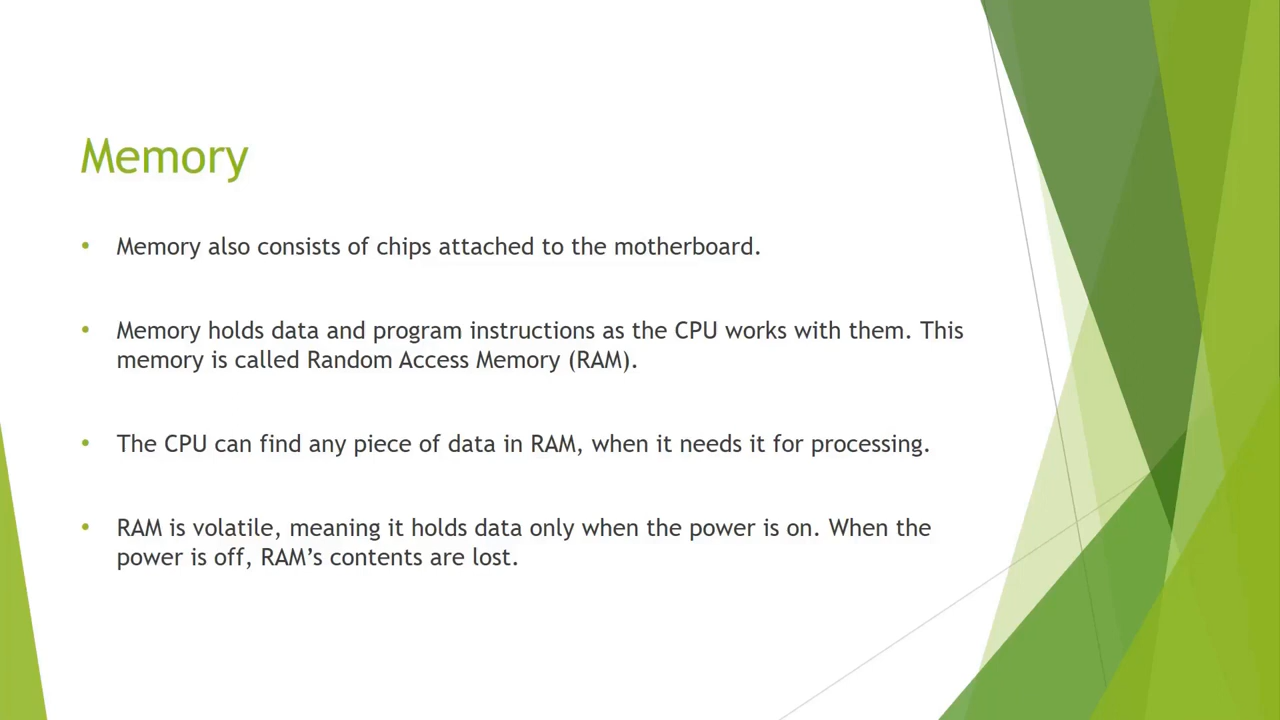 Memory
• Memory also consists of chips attached to the motherboard.
• Memory holds data and program instructions as the CPU works with them. This
memory is called Random Access Memory (RAM).
• The CPU can find any piece of data in RAM, when it needs it for processing.
• RAM is volatile, meaning it holds data only when the power is on. When the
power is off, RAM’s contents are lost.